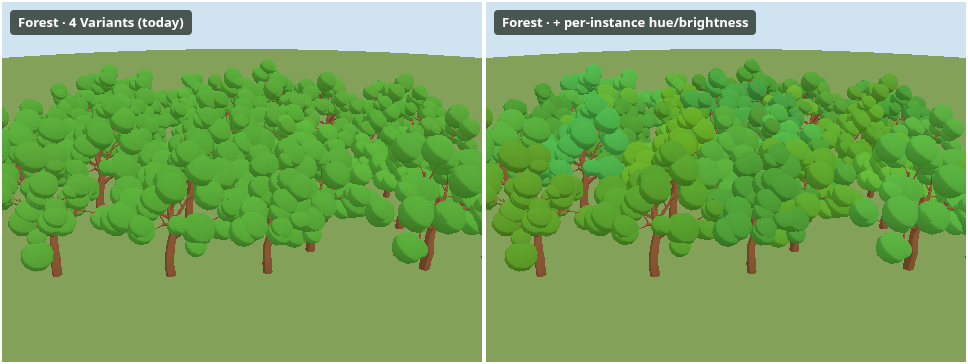 Forest · 4 Variants (today)
Forest · + per-instance hue/brightness